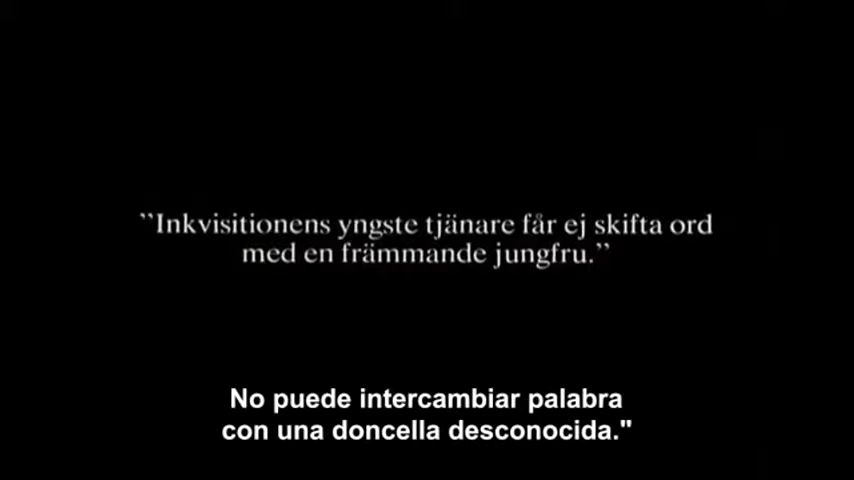 ”Inkvisitionens yngste tjänare får ej skifta ord
med en främmande jungfru.”
No puede intercambiar palabra
con una doncella desconocida."